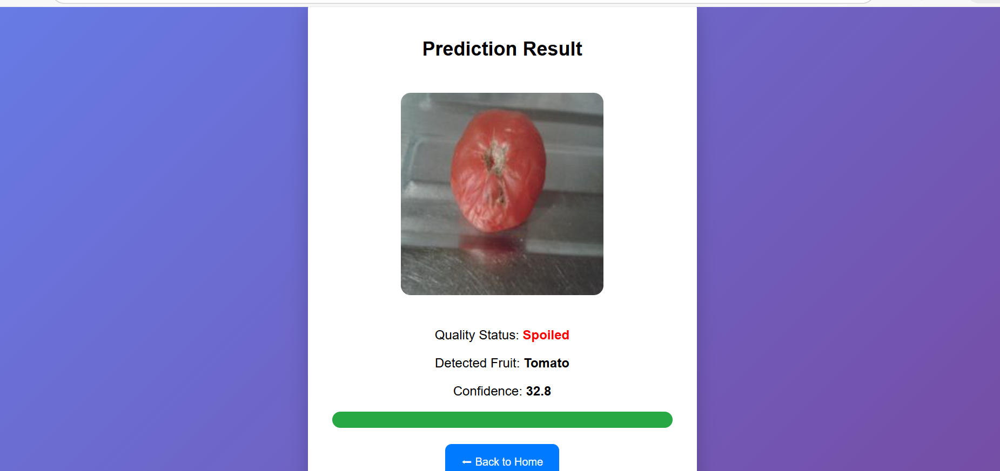 Prediction Result
Quality Status: Spoiled
Detected Fruit: Tomato
Confidence: 32.8
← Back to Home